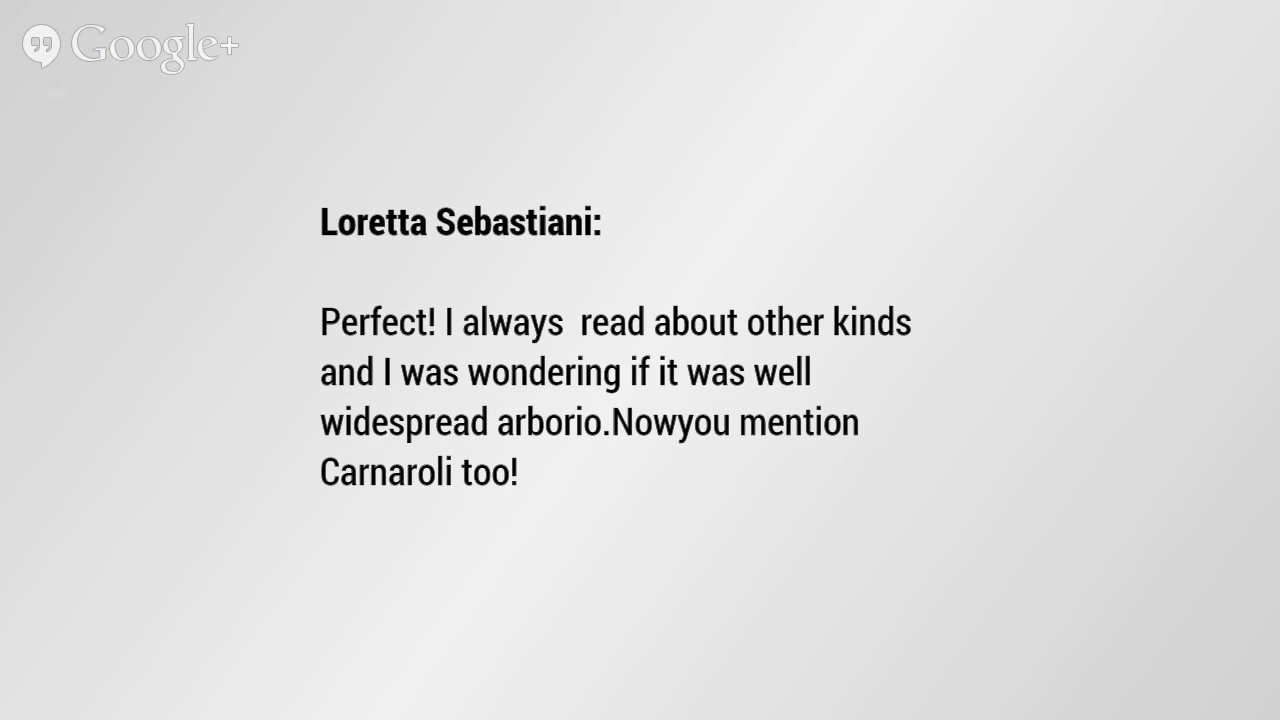 Google+
Loretta Sebastiani:
Perfect! I always  read about other kinds
and I was wondering if it was well
widespread arborio.Nowyou mention
Carnaroli too!